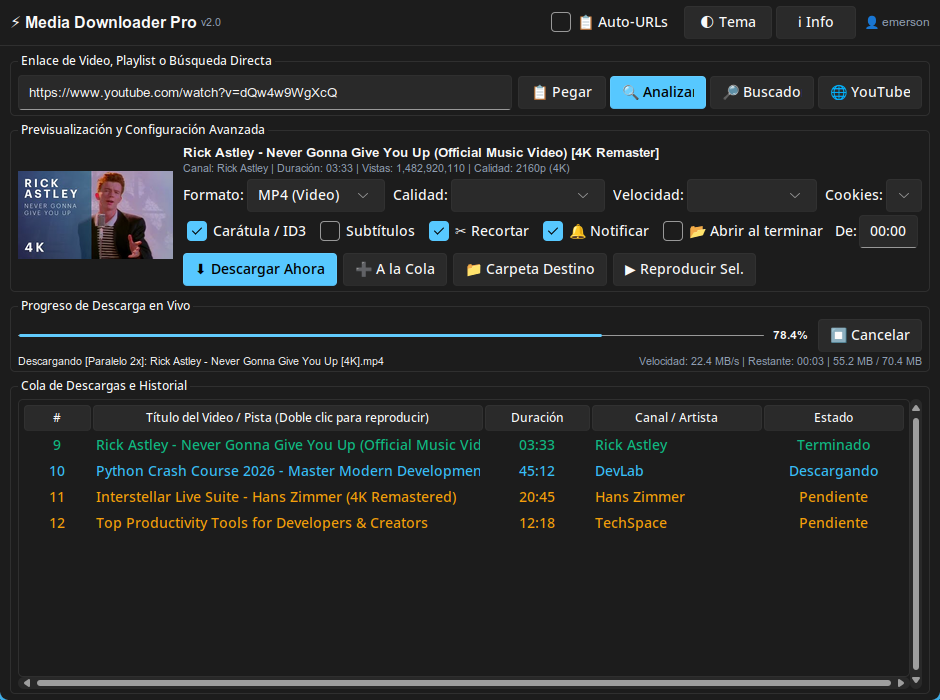 ⚡ Media Downloader Pro v2.0
📋 Auto-URLs
🌓 Tema
ℹ Info
👤 emerson
Enlace de Video, Playlist o Búsqueda Directa
https://www.youtube.com/watch?v=dQw4w9WgXcQ
📋 Pegar
🔍 Analizar
🔎 Buscado
🌐 YouTube
Previsualización y Configuración Avanzada
RICK
ASTLEY
NEVER GONNA
GIVE YOU UP
4K
Rick Astley - Never Gonna Give You Up (Official Music Video) [4K Remaster]
Canal: Rick Astley | Duración: 03:33 | Vistas: 1,482,920,110 | Calidad: 2160p (4K)
Formato: MP4 (Video) Calidad: Velocidad: Cookies:
Carátula / ID3 Subtítulos ✂ Recortar 🔔 Notificar 📂 Abrir al terminar De: 00:00
⬇ Descargar Ahora
➕ A la Cola
📁 Carpeta Destino
▶ Reproducir Sel.
Progreso de Descarga en Vivo
78.4%
⏹ Cancelar
Descargando [Paralelo 2x]: Rick Astley - Never Gonna Give You Up [4K].mp4
Velocidad: 22.4 MB/s | Restante: 00:03 | 55.2 MB / 70.4 MB
Cola de Descargas e Historial
# Título del Video / Pista (Doble clic para reproducir) Duración Canal / Artista Estado
9 Rick Astley - Never Gonna Give You Up (Official Music Vid 03:33 Rick Astley Terminado
10 Python Crash Course 2026 - Master Modern Developmen 45:12 DevLab Descargando
11 Interstellar Live Suite - Hans Zimmer (4K Remastered) 20:45 Hans Zimmer Pendiente
12 Top Productivity Tools for Developers & Creators 12:18 TechSpace Pendiente